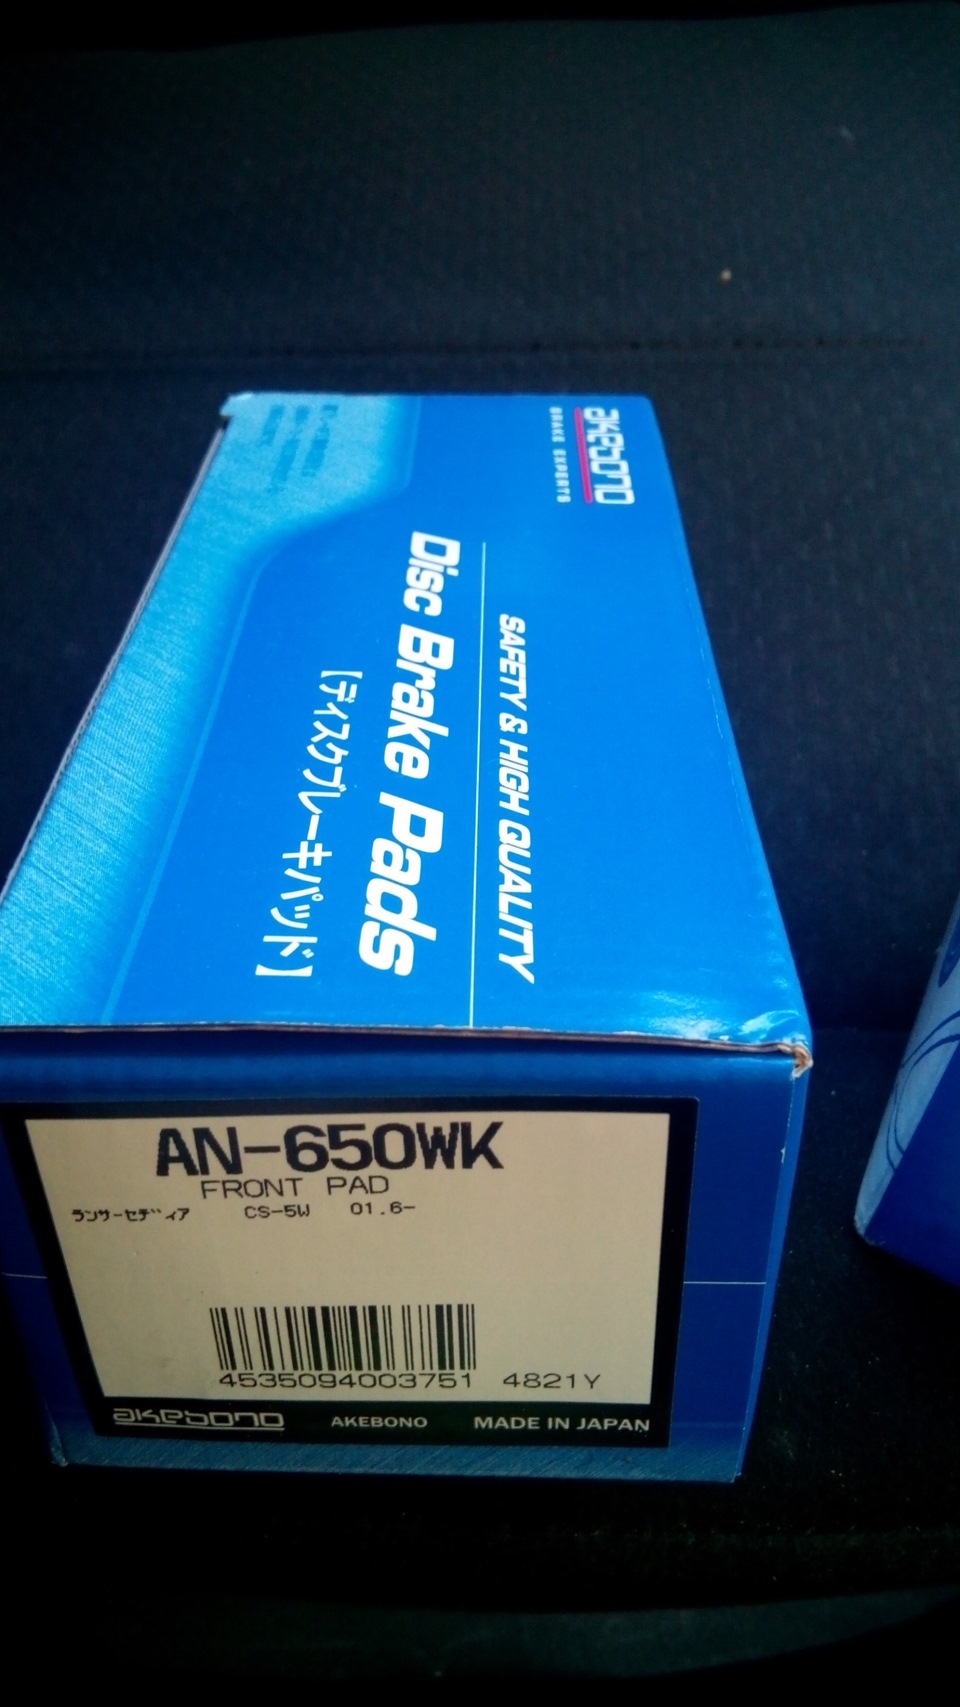 akebono
BRAKE EXPERTS
SAFETY & HIGH QUALITY
Disc Brake Pads
【ディスクブレーキパッド】
AN-650WK
FRONT PAD
ランサーセディア CS-5W 01.6-
4535094003751 4821Y
akebono AKEBONO MADE IN JAPAN